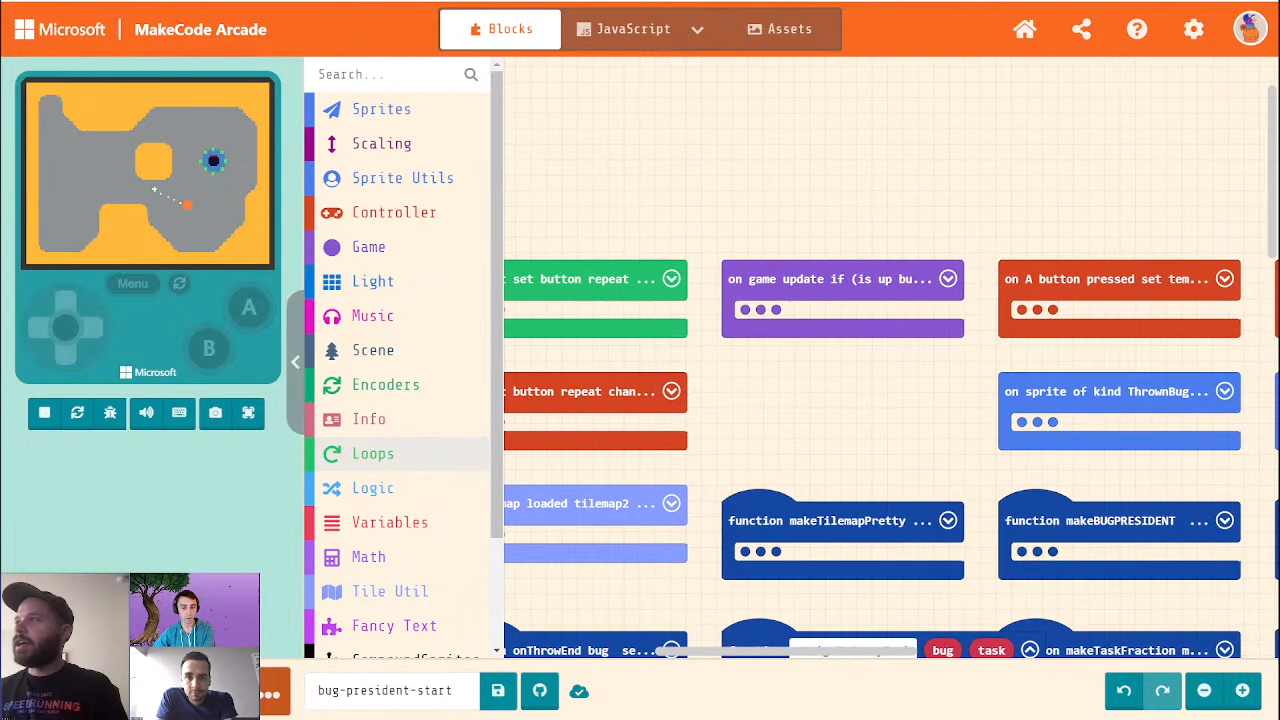 Microsoft | MakeCode Arcade
Blocks
JS JavaScript
Assets
Search...
Sprites
Scaling
Sprite Utils
Controller
Game
Light
Music
Scene
Encoders
Info
Loops
Logic
Variables
Math
Tile Util
Fancy Text
Menu
A
B
Microsoft
t set button repeat ...
on game update if (is up bu...
on A button pressed set tem...
button repeat chan...
on sprite of kind ThrownBug...
ap loaded tilemap2 ...
function makeTilemapPretty ...
function makeBUGPRESIDENT ...
onThrowEnd bug se...
bug
task
on makeTaskFraction m...
bug-president-start